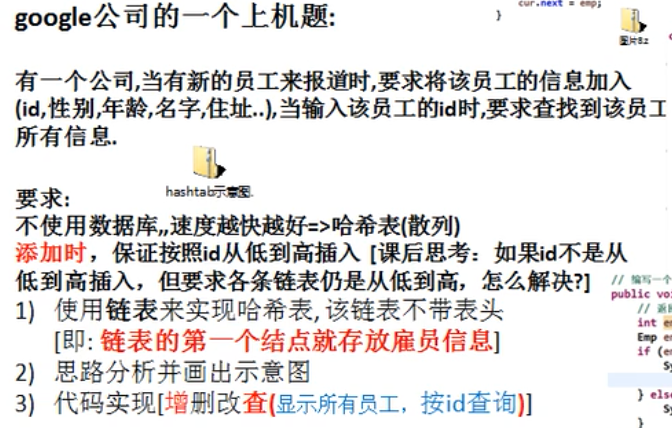 google公司的一个上机题:
cur.next = emp;
}
图片8.z
有一个公司,当有新的员工来报道时,要求将该员工的信息加入
(id,性别,年龄,名字,住址..),当输入该员工的id时,要求查找到该员工
所有信息.
hashtab示意图.
要求:
不使用数据库,,速度越快越好=>哈希表(散列)
添加时，保证按照id从低到高插入 [课后思考：如果id不是从
低到高插入，但要求各条链表仍是从低到高，怎么解决?]
1) 使用链表来实现哈希表, 该链表不带表头
[即: 链表的第一个结点就存放雇员信息]
2) 思路分析并画出示意图
3) 代码实现[增删改查(显示所有员工，按id查询)]
// 编写一个
public voi
// 返
int e
Emp e
if (e
Sy
} els
Sy
}